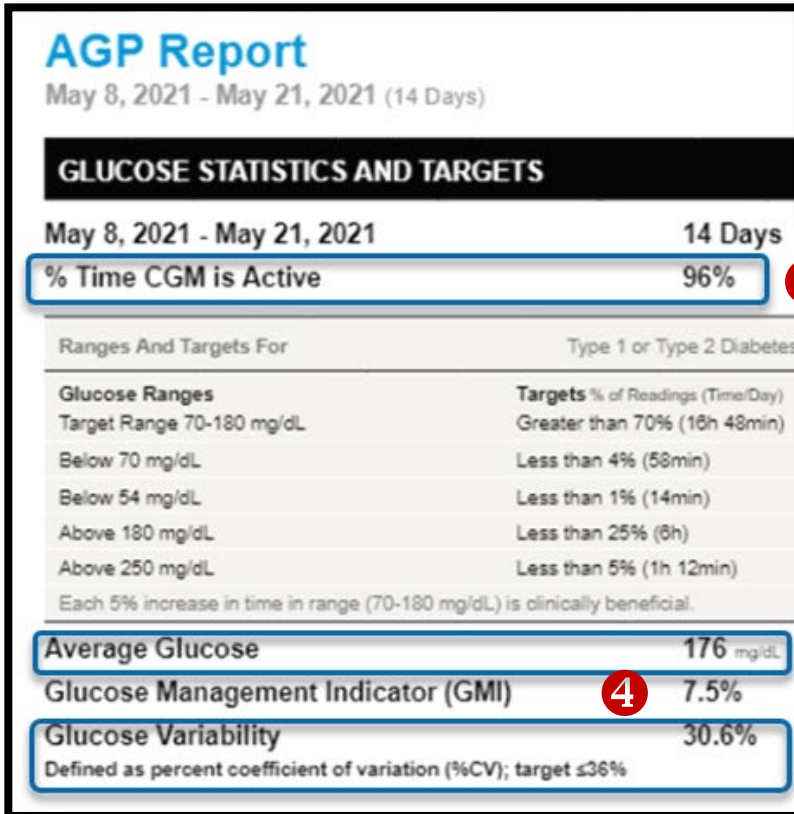 AGP Report
May 8, 2021 - May 21, 2021 (14 Days)
GLUCOSE STATISTICS AND TARGETS
May 8, 2021 - May 21, 2021 14 Days
% Time CGM is Active 96%
Ranges And Targets For Type 1 or Type 2 Diabetes
Glucose Ranges Targets % of Readings (Time/Day)
Target Range 70-180 mg/dL Greater than 70% (16h 48min)
Below 70 mg/dL Less than 4% (58min)
Below 54 mg/dL Less than 1% (14min)
Above 180 mg/dL Less than 25% (6h)
Above 250 mg/dL Less than 5% (1h 12min)
Each 5% increase in time in range (70-180 mg/dL) is clinically beneficial.
Average Glucose 176 mg/dL
Glucose Management Indicator (GMI) 4 7.5%
Glucose Variability 30.6%
Defined as percent coefficient of variation (%CV); target ≤36%